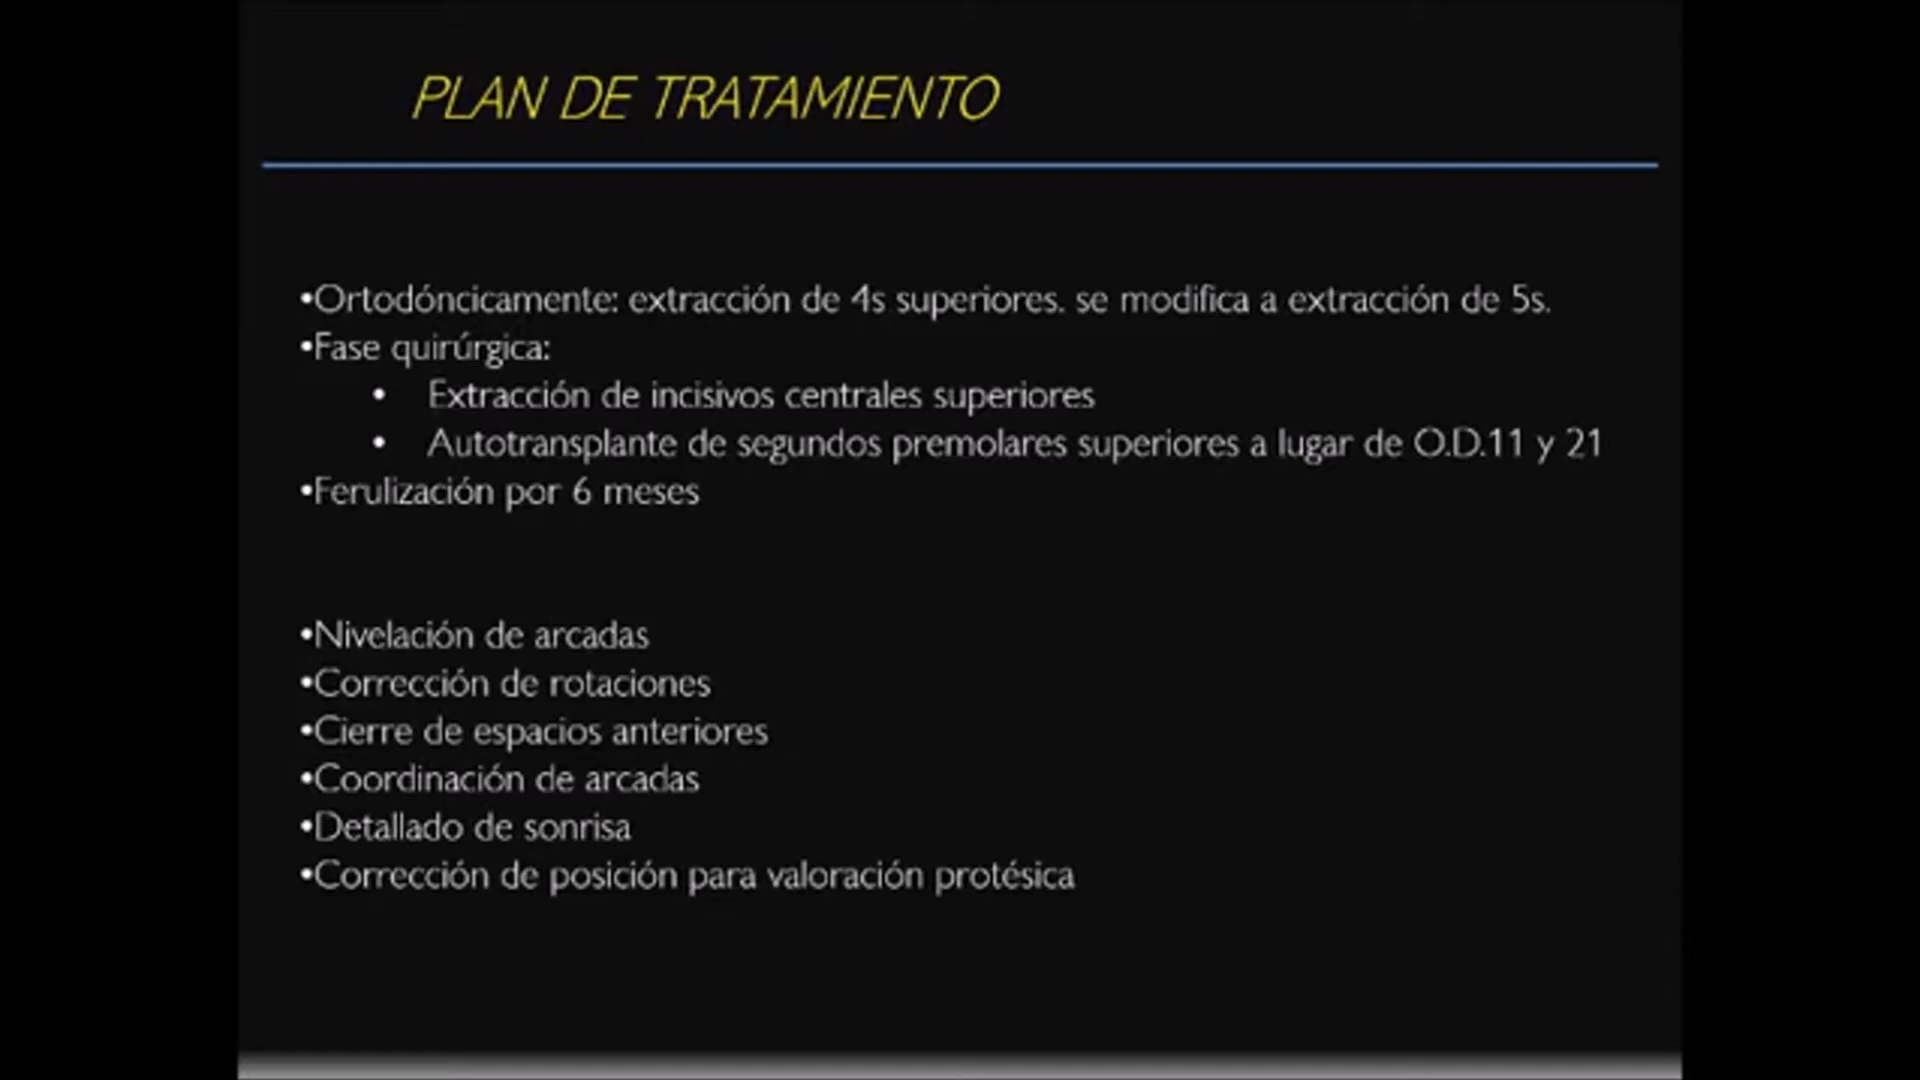 PLAN DE TRATAMIENTO
•Ortodóncicamente: extracción de 4s superiores. se modifica a extracción de 5s.
•Fase quirúrgica:
• Extracción de incisivos centrales superiores
• Autotransplante de segundos premolares superiores a lugar de O.D.11 y 21
•Ferulización por 6 meses
•Nivelación de arcadas
•Corrección de rotaciones
•Cierre de espacios anteriores
•Coordinación de arcadas
•Detallado de sonrisa
•Corrección de posición para valoración protésica